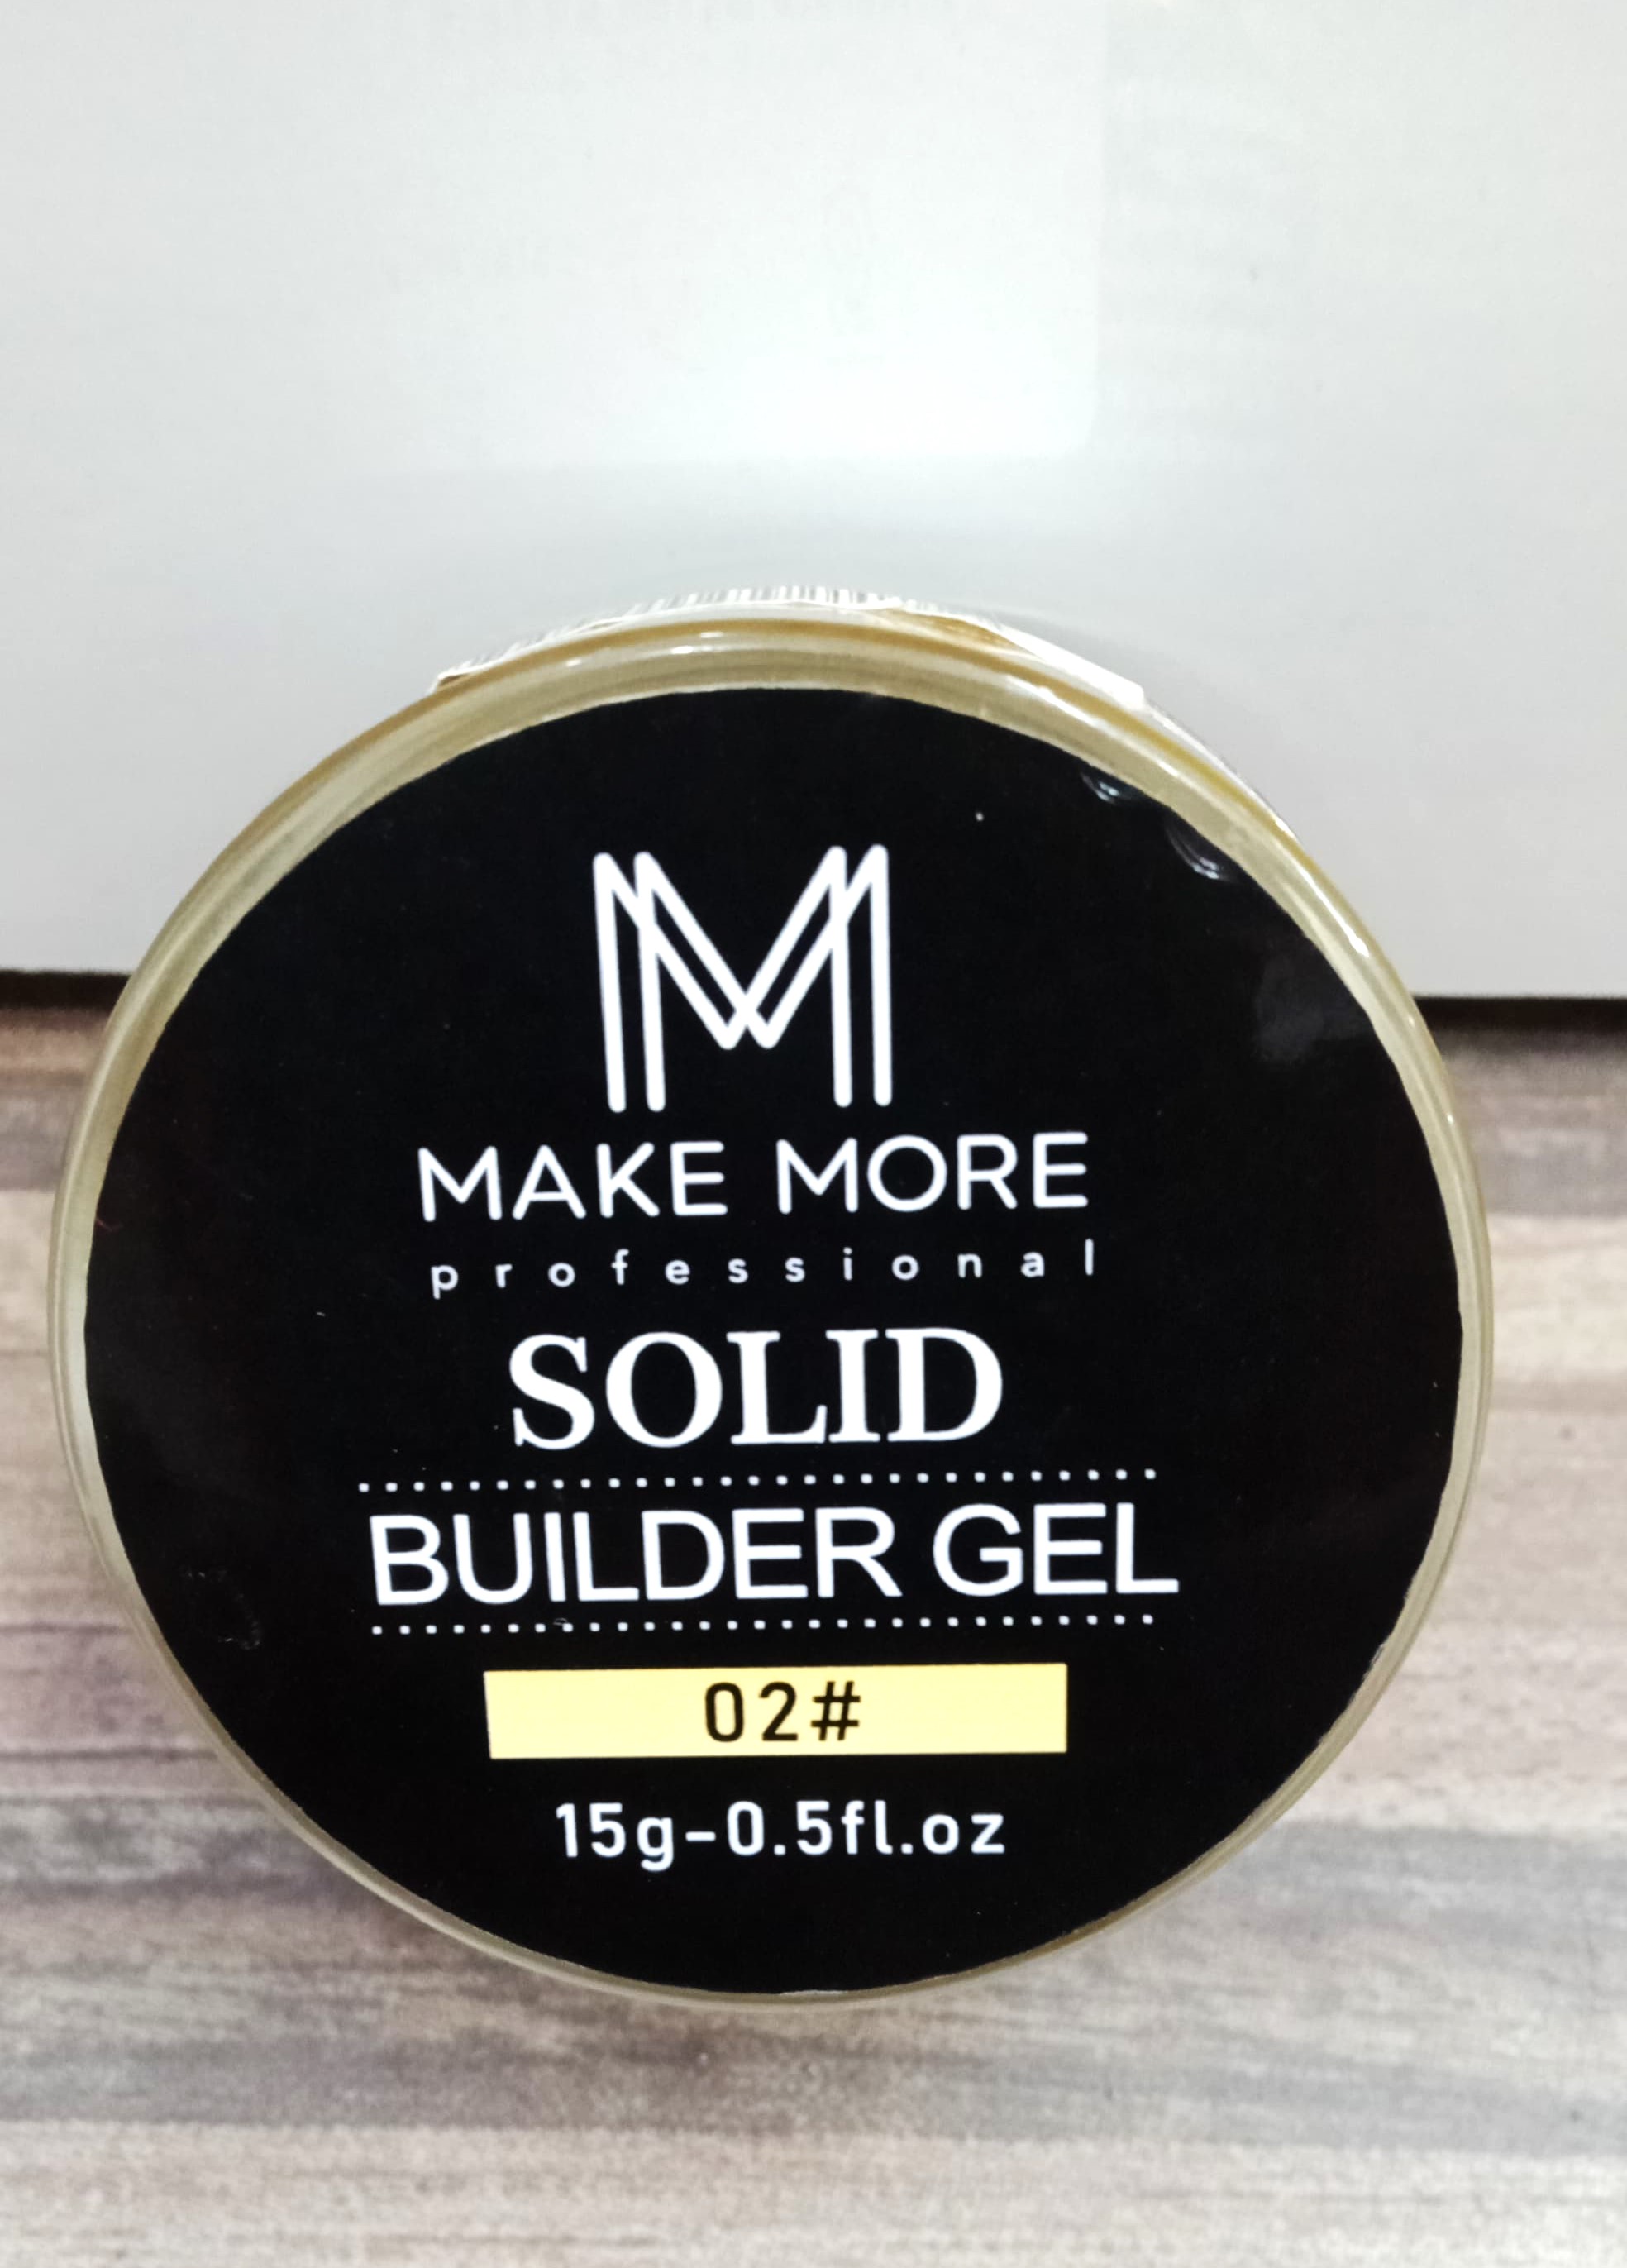 M
MAKE MORE
professional
SOLID
BUILDER GEL
02#
15g-0.5fl.oz